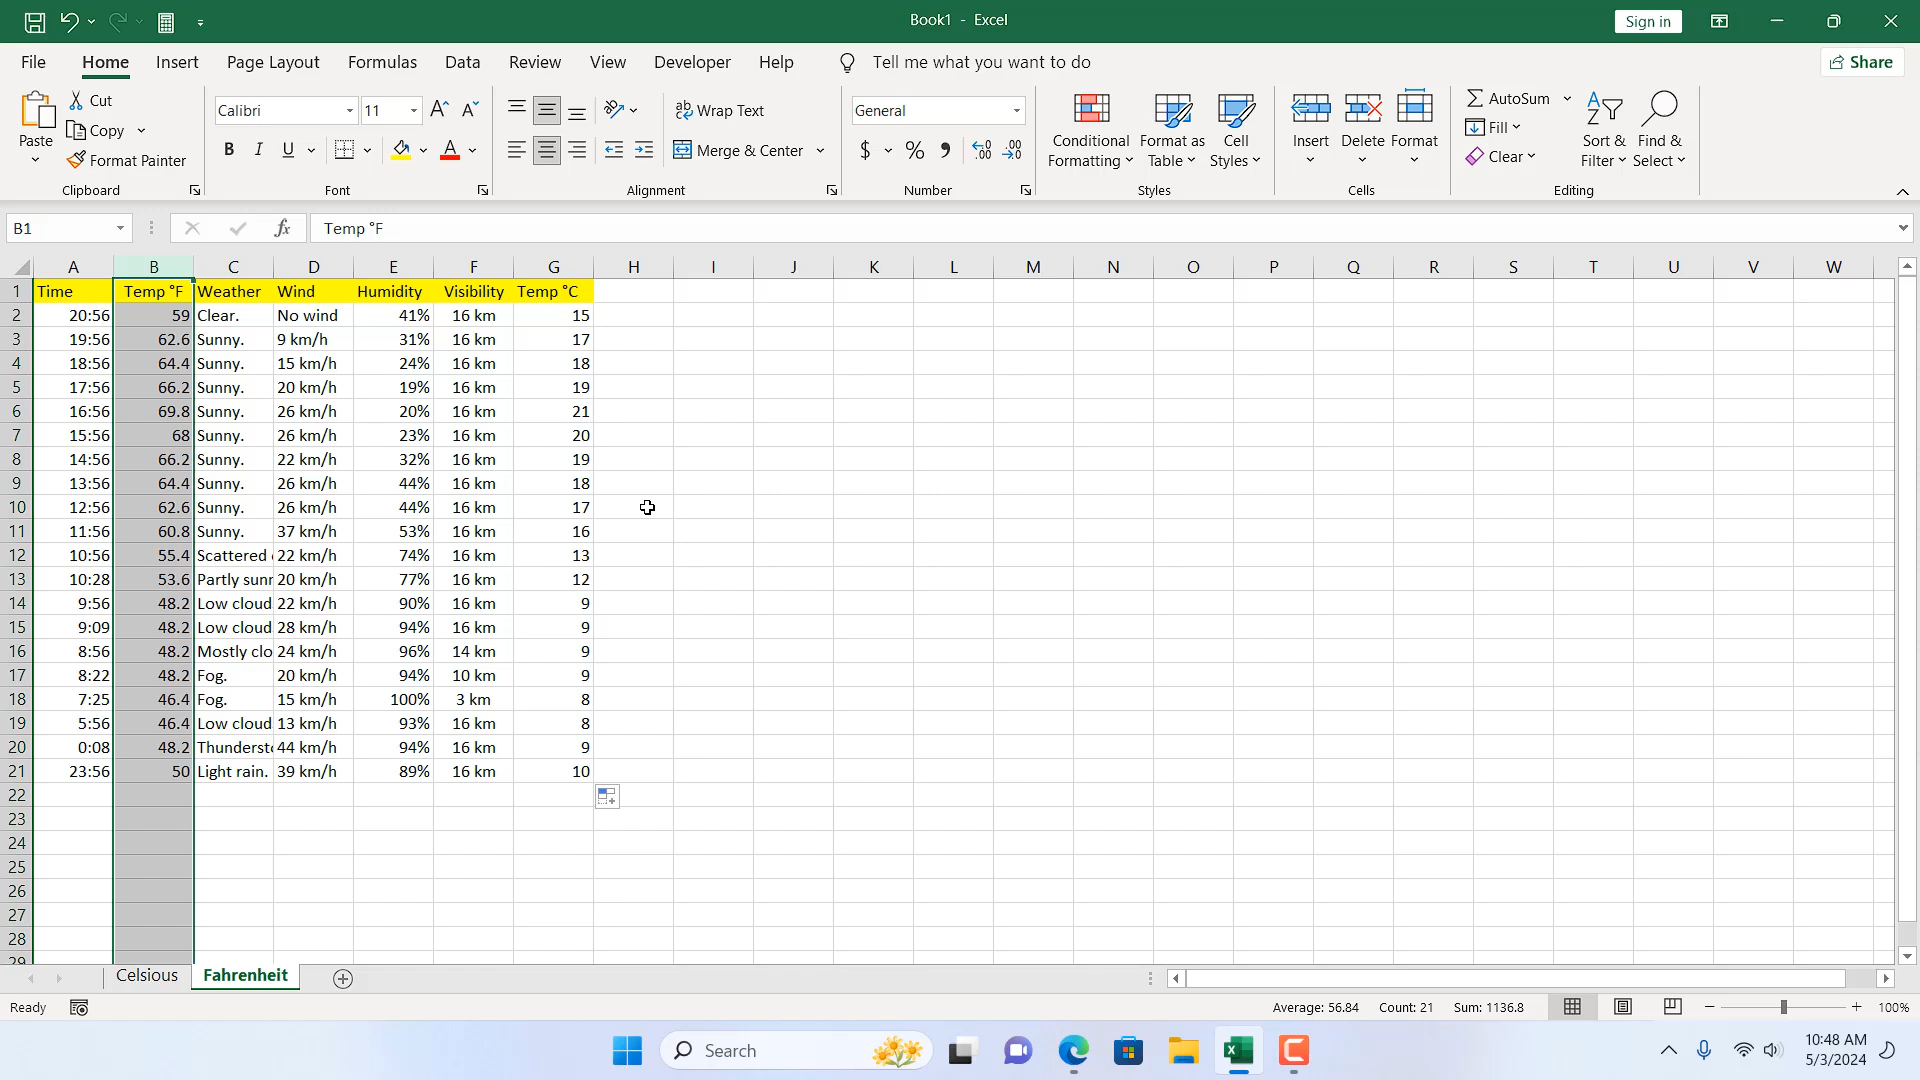 Book1 - Excel
Sign in
File Home Insert Page Layout Formulas Data Review View Developer Help Tell me what you want to do Share
Paste
Cut
Copy
Format Painter
Clipboard
Calibri 11
B I U
Font
Wrap Text
Merge & Center
Alignment
General
$ % ,
Number
Conditional Formatting
Format as Table
Cell Styles
Styles
Insert Delete Format
Cells
AutoSum
Fill
Clear
Sort & Filter
Find & Select
Editing
B1 fx Temp °F
A B C D E F G H I J K L M N O P Q R S T U V W
1 Time Temp °F Weather Wind Humidity Visibility Temp °C
2 20:56 59 Clear. No wind 41% 16 km 15
3 19:56 62.6 Sunny. 9 km/h 31% 16 km 17
4 18:56 64.4 Sunny. 15 km/h 24% 16 km 18
5 17:56 66.2 Sunny. 20 km/h 19% 16 km 19
6 16:56 69.8 Sunny. 26 km/h 20% 16 km 21
7 15:56 68 Sunny. 26 km/h 23% 16 km 20
8 14:56 66.2 Sunny. 22 km/h 32% 16 km 19
9 13:56 64.4 Sunny. 26 km/h 44% 16 km 18
10 12:56 62.6 Sunny. 26 km/h 44% 16 km 17
11 11:56 60.8 Sunny. 37 km/h 53% 16 km 16
12 10:56 55.4 Scattered 22 km/h 74% 16 km 13
13 10:28 53.6 Partly sunn 20 km/h 77% 16 km 12
14 9:56 48.2 Low cloud 22 km/h 90% 16 km 9
15 9:09 48.2 Low cloud 28 km/h 94% 16 km 9
16 8:56 48.2 Mostly clo 24 km/h 96% 14 km 9
17 8:22 48.2 Fog. 20 km/h 94% 10 km 9
18 7:25 46.4 Fog. 15 km/h 100% 3 km 8
19 5:56 46.4 Low cloud 13 km/h 93% 16 km 8
20 0:08 48.2 Thunderst 44 km/h 94% 16 km 9
21 23:56 50 Light rain. 39 km/h 89% 16 km 10
22
23
24
25
26
27
28
29
Celsious Fahrenheit
Ready Average: 56.84 Count: 21 Sum: 1136.8 100%
Search
10:48 AM
5/3/2024